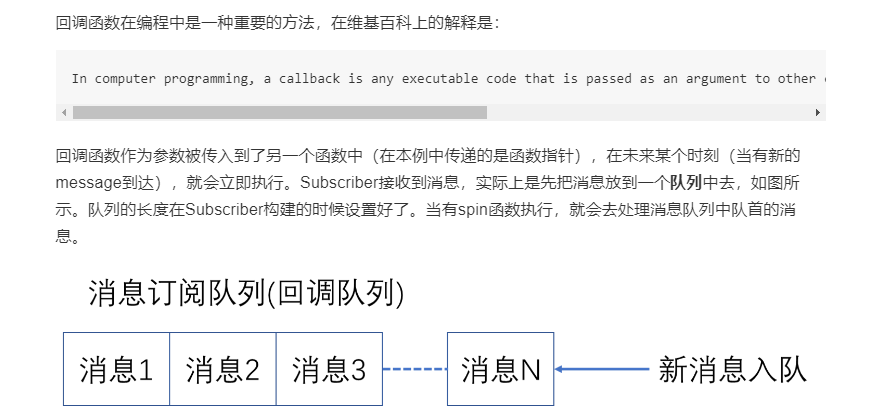 回调函数在编程中是一种重要的方法，在维基百科上的解释是：
In computer programming, a callback is any executable code that is passed as an argument to other
回调函数作为参数被传入到了另一个函数中（在本例中传递的是函数指针），在未来某个时刻（当有新的
message到达），就会立即执行。Subscriber接收到消息，实际上是先把消息放到一个队列中去，如图所
示。队列的长度在Subscriber构建的时候设置好了。当有spin函数执行，就会去处理消息队列中队首的消
息。
消息订阅队列(回调队列)
消息1 消息2 消息3 消息N 新消息入队